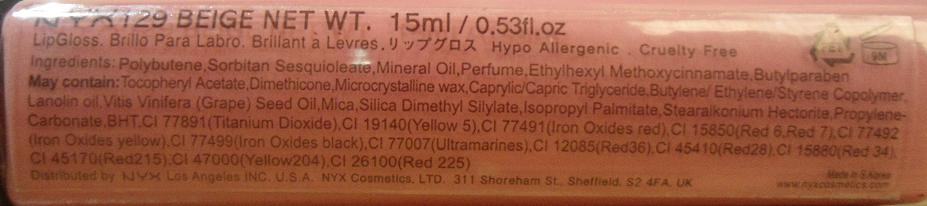 NYX129 BEIGE NET WT. 15ml / 0.53fl.oz
LipGloss. Brillo Para Labro. Brillant a Levres.リップグロス Hypo Allergenic . Cruelty Free
Ingredients: Polybutene,Sorbitan Sesquioleate,Mineral Oil,Perfume,Ethylhexyl Methoxycinnamate,Butylparaben
May contain:Tocopheryl Acetate,Dimethicone,Microcrystalline wax,Caprylic/Capric Triglyceride,Butylene/ Ethylene/Styrene Copolymer,
Lanolin oil,Vitis Vinifera (Grape) Seed Oil,Mica,Silica Dimethyl Silylate,Isopropyl Palmitate,Stearalkonium Hectorite,Propylene-
Carbonate,BHT,CI 77891(Titanium Dioxide),CI 19140(Yellow 5),CI 77491(Iron Oxides red),CI 15850(Red 6,Red 7),CI 77492
(Iron Oxides yellow),CI 77499(Iron Oxides black),CI 77007(Ultramarines),CI 12085(Red36),CI 45410(Red28),CI 15880(Red 34),
CI 45170(Red215),CI 47000(Yellow204),CI 26100(Red 225)
Distributed by NYX Los Angeles INC. U.S.A. NYX Cosmetics. LTD. 311 Shoreham St., Sheffield, S2 4FA, UK
Made in S.Korea
www.nyxcosmetics.com